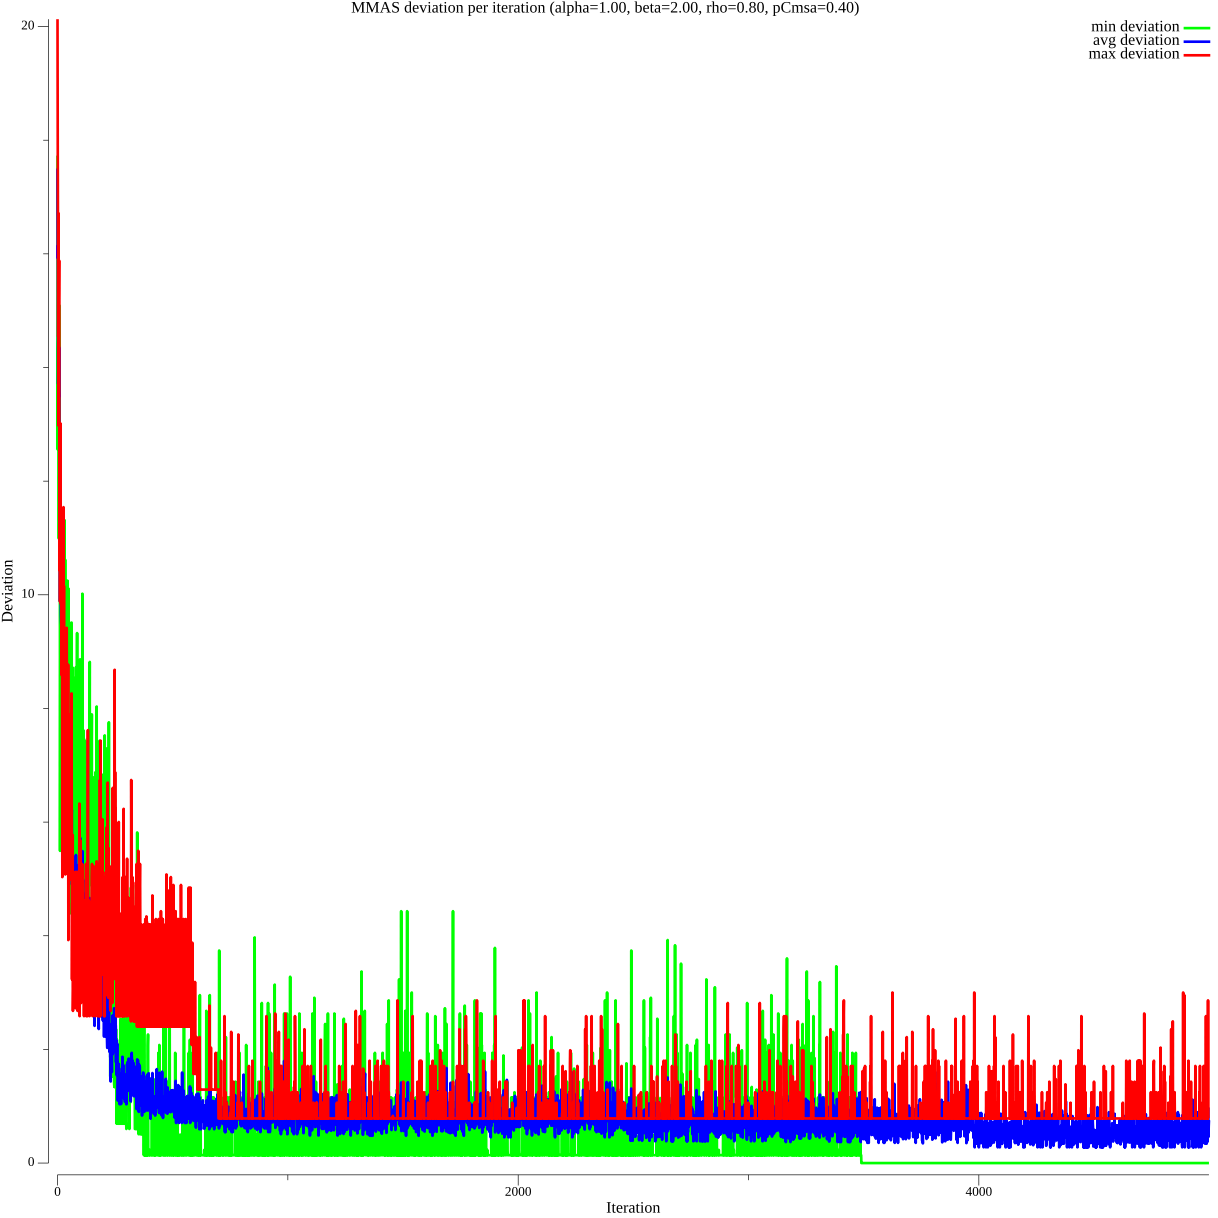 MMAS deviation per iteration (alpha=1.00, beta=2.00, rho=0.80, pCmsa=0.40)
20
min deviation
avg deviation
max deviation
10
Deviation
0
0
2000
4000
Iteration